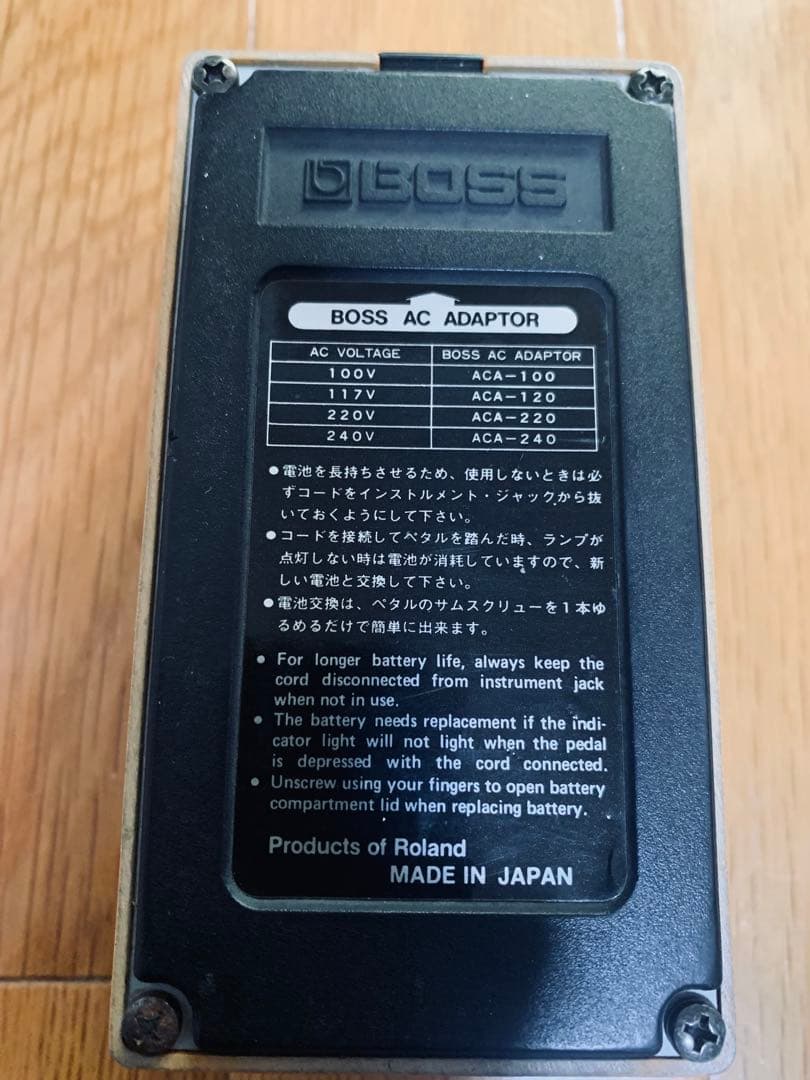 BOSS
BOSS AC ADAPTOR
AC VOLTAGE BOSS AC ADAPTOR
100V ACA-100
117V ACA-120
220V ACA-220
240V ACA-240
●電池を長持ちさせるため、使用しないときは必
ずコードをインストルメント・ジャックから抜
いておくようにして下さい。
●コードを接続してペタルを踏んだ時、ランプが
点灯しない時は電池が消耗していますので、新
しい電池と交換して下さい。
●電池交換は、ペタルのサムスクリューを1本ゆ
るめるだけで簡単に出来ます。
● For longer battery life, always keep the
cord disconnected from instrument jack
when not in use.
● The battery needs replacement if the indi-
cator light will not light when the pedal
is depressed with the cord connected.
● Unscrew using your fingers to open battery
compartment lid when replacing battery.
Products of Roland
MADE IN JAPAN